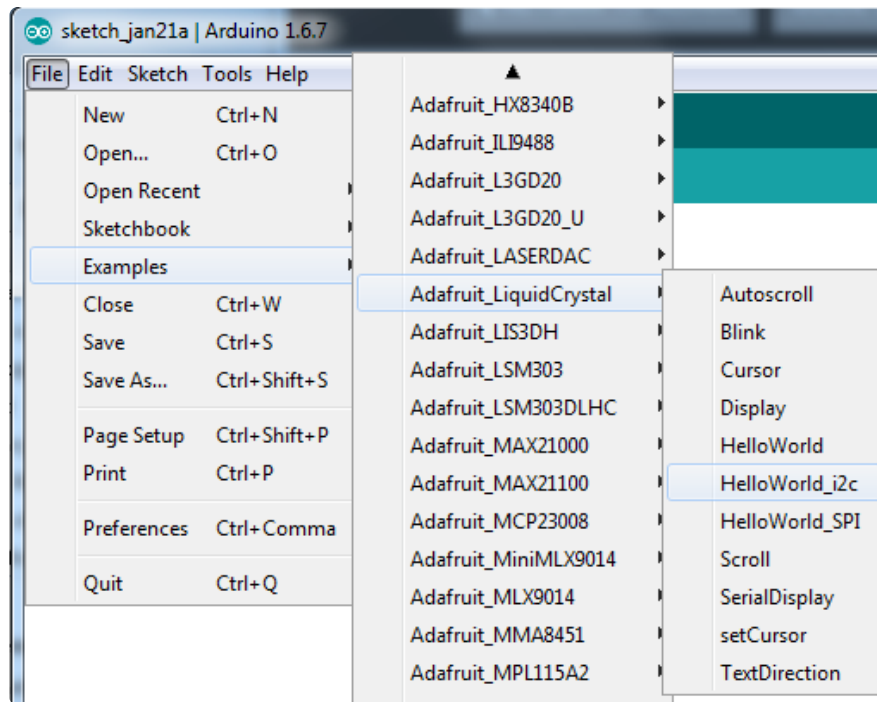 sketch_jan21a | Arduino 1.6.7
File Edit Sketch Tools Help
New Ctrl+N
Open... Ctrl+O
Open Recent
Sketchbook
Examples
Close Ctrl+W
Save Ctrl+S
Save As... Ctrl+Shift+S
Page Setup Ctrl+Shift+P
Print Ctrl+P
Preferences Ctrl+Comma
Quit Ctrl+Q
Adafruit_HX8340B
Adafruit_ILI9488
Adafruit_L3GD20
Adafruit_L3GD20_U
Adafruit_LASERDAC
Adafruit_LiquidCrystal
Adafruit_LIS3DH
Adafruit_LSM303
Adafruit_LSM303DLHC
Adafruit_MAX21000
Adafruit_MAX21100
Adafruit_MCP23008
Adafruit_MiniMLX9014
Adafruit_MLX9014
Adafruit_MMA8451
Adafruit_MPL115A2
Autoscroll
Blink
Cursor
Display
HelloWorld
HelloWorld_i2c
HelloWorld_SPI
Scroll
SerialDisplay
setCursor
TextDirection